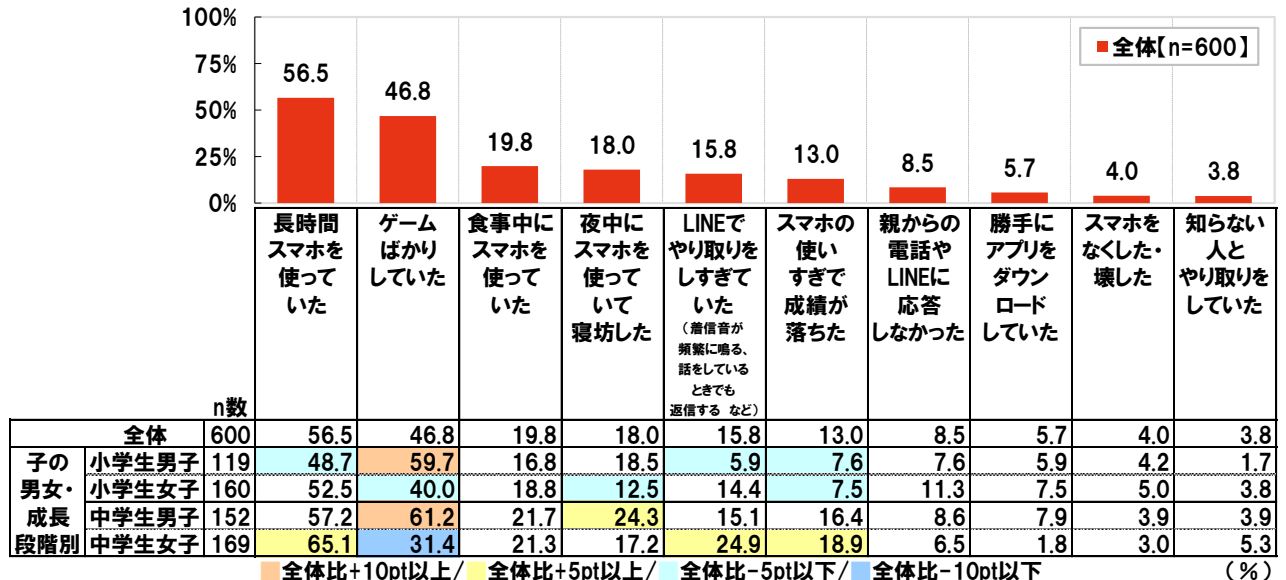 100%
75%
50%
25%
0%
■全体【n=600】
56.5
46.8
19.8
18.0
15.8
13.0
8.5
5.7
4.0
3.8
長時間
スマホを
使って
いた
ゲーム
ばかり
していた
食事中に
スマホを
使って
いた
夜中に
スマホを
使って
いて
寝坊した
LINEで
やり取りを
しすぎて
いた
(着信音が
頻繁に鳴る、
話をしている
ときでも
返信する など)
スマホの
使い
すぎで
成績が
落ちた
親からの
電話や
LINEに
応答
しなかった
勝手に
アプリを
ダウン
ロード
していた
スマホを
なくした・
壊した
知らない
人と
やり取りを
していた
n数
全体 600 56.5 46.8 19.8 18.0 15.8 13.0 8.5 5.7 4.0 3.8
子の
男女・
成長
段階別
小学生男子 119 48.7 59.7 16.8 18.5 5.9 7.6 7.6 5.9 4.2 1.7
小学生女子 160 52.5 40.0 18.8 12.5 14.4 7.5 11.3 7.5 5.0 3.8
中学生男子 152 57.2 61.2 21.7 24.3 15.1 16.4 8.6 7.9 3.9 3.9
中学生女子 169 65.1 31.4 21.3 17.2 24.9 18.9 6.5 1.8 3.0 5.3
■全体比+10pt以上/■全体比+5pt以上/■全体比-5pt以下/■全体比-10pt以下 (%)